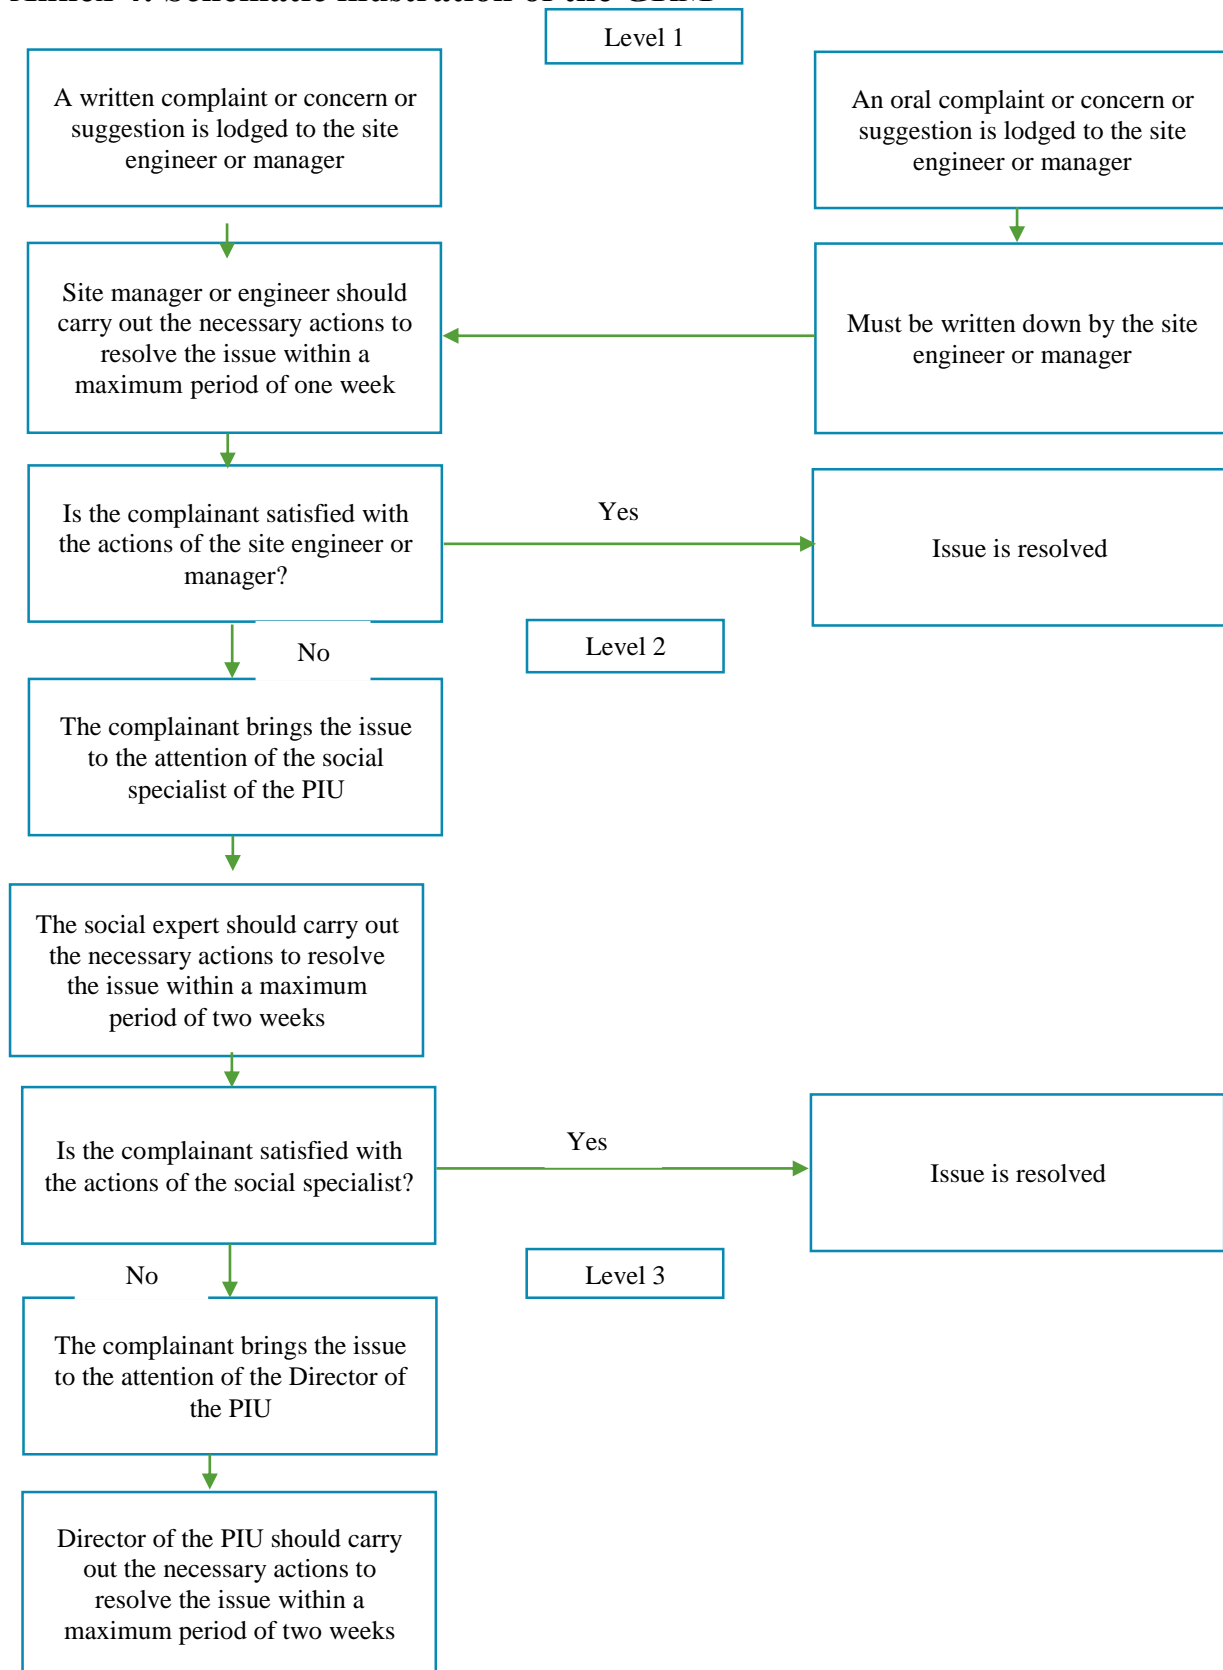 Level 1
A written complaint or concern or
suggestion is lodged to the site
engineer or manager
An oral complaint or concern or
suggestion is lodged to the site
engineer or manager
Site manager or engineer should
carry out the necessary actions to
resolve the issue within a
maximum period of one week
Must be written down by the site
engineer or manager
Is the complainant satisfied with
the actions of the site engineer or
manager?
Yes
Issue is resolved
No
Level 2
The complainant brings the issue
to the attention of the social
specialist of the PIU
The social expert should carry out
the necessary actions to resolve
the issue within a maximum
period of two weeks
Is the complainant satisfied with
the actions of the social specialist?
Yes
Issue is resolved
No
Level 3
The complainant brings the issue
to the attention of the Director of
the PIU
Director of the PIU should carry
out the necessary actions to
resolve the issue within a
maximum period of two weeks